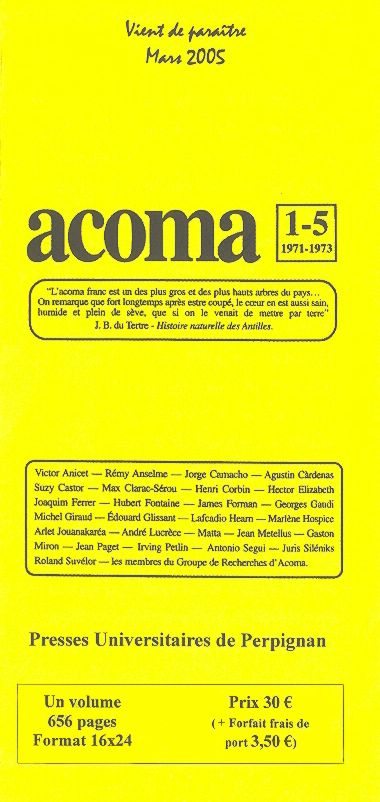 Vient de paraître
Mars 2005
acoma
1-5
1971-1973
"L'acoma franc est un des plus gros et des plus hauts arbres du pays…
On remarque que fort longtemps après estre coupé, le cœur en est aussi sain,
humide et plein de sève, que si on le venait de mettre par terre"
J. B. du Tertre - Histoire naturelle des Antilles.
Victor Anicet — Rémy Anselme — Jorge Camacho — Agustin Càrdenas
Suzy Castor — Max Clarac-Sérou — Henri Corbin — Hector Elizabeth
Joaquim Ferrer — Hubert Fontaine — James Forman — Georges Gaudi
Michel Giraud — Édouard Glissant — Lafcadio Hearn — Marlène Hospice
Arlet Jouanakaréa — André Lucrèce — Matta — Jean Metellus — Gaston
Miron — Jean Paget — Irving Petlin — Antonio Segui — Juris Siléniks
Roland Suvélor — les membres du Groupe de Recherches d'Acoma.
Presses Universitaires de Perpignan
Un volume
656 pages
Format 16x24
Prix 30 €
(+ Forfait frais de
port 3,50 €)